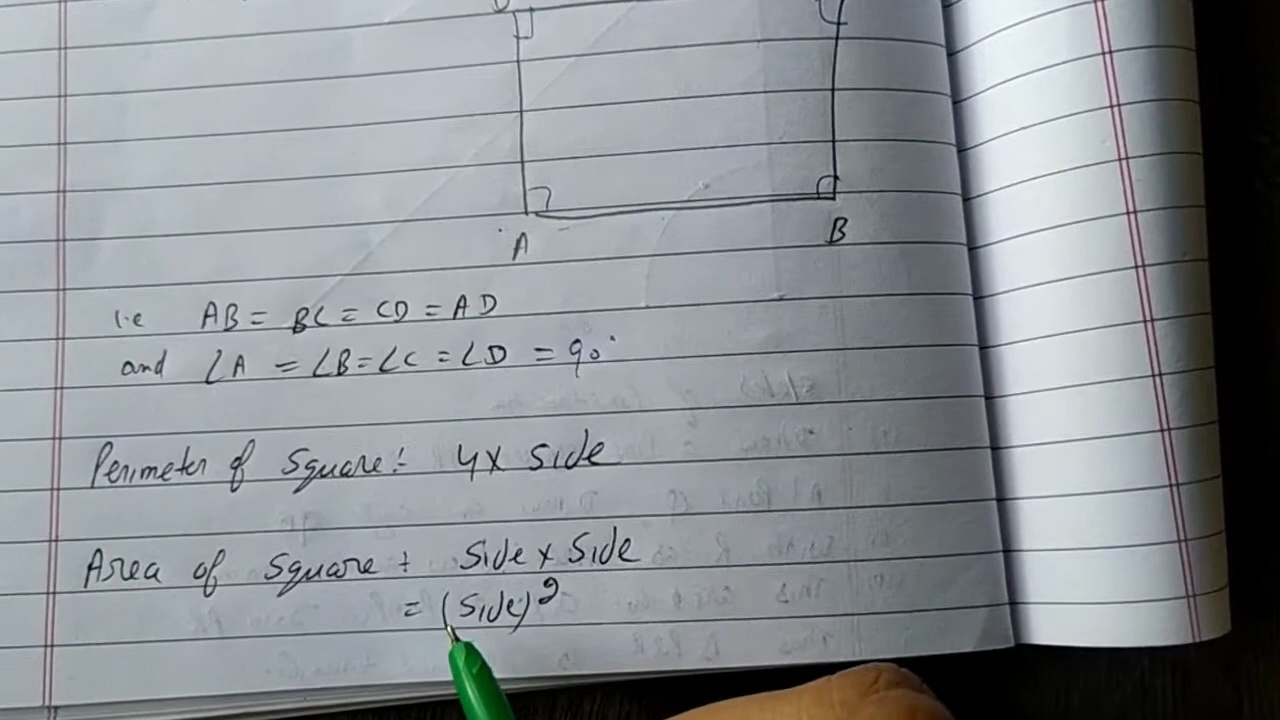 A B
i.e AB = BC = CD = AD
and ∠A = ∠B = ∠C = ∠D = 90°
Perimeter of Square:- 4 x Side
Area of Square :- Side x Side
= (Side)²